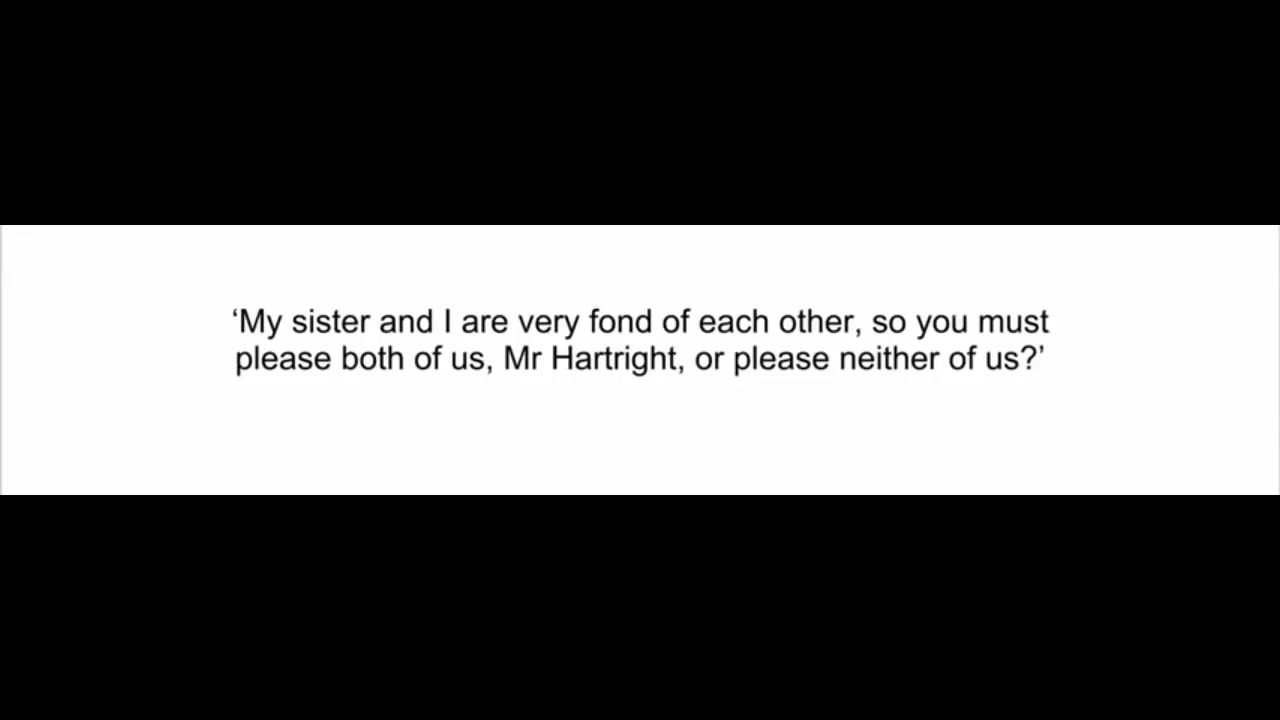 ‘My sister and I are very fond of each other, so you must
please both of us, Mr Hartright, or please neither of us?’